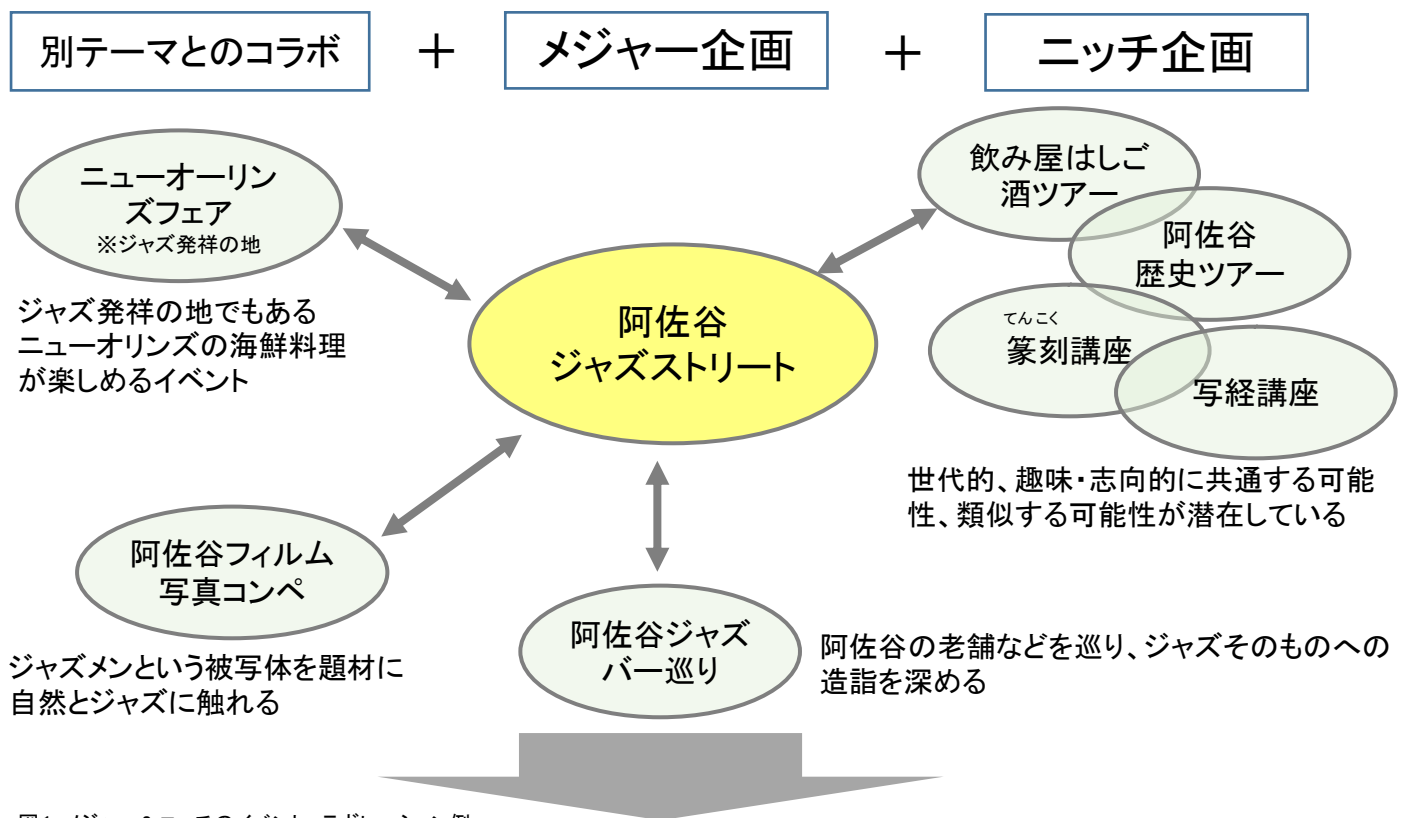 別テーマとのコラボ
＋
メジャー企画
＋
ニッチ企画
ニューオーリン
ズフェア
※ジャズ発祥の地
ジャズ発祥の地でもある
ニューオリンズの海鮮料理
が楽しめるイベント
飲み屋はしご
酒ツアー
阿佐谷
歴史ツアー
てんこく
篆刻講座
写経講座
世代的、趣味・志向的に共通する可能
性、類似する可能性が潜在している
阿佐谷
ジャズストリート
阿佐谷フィルム
写真コンペ
ジャズメンという被写体を題材に
自然とジャズに触れる
阿佐谷ジャズ
バー巡り
阿佐谷の老舗などを巡り、ジャズそのものへの
造詣を深める